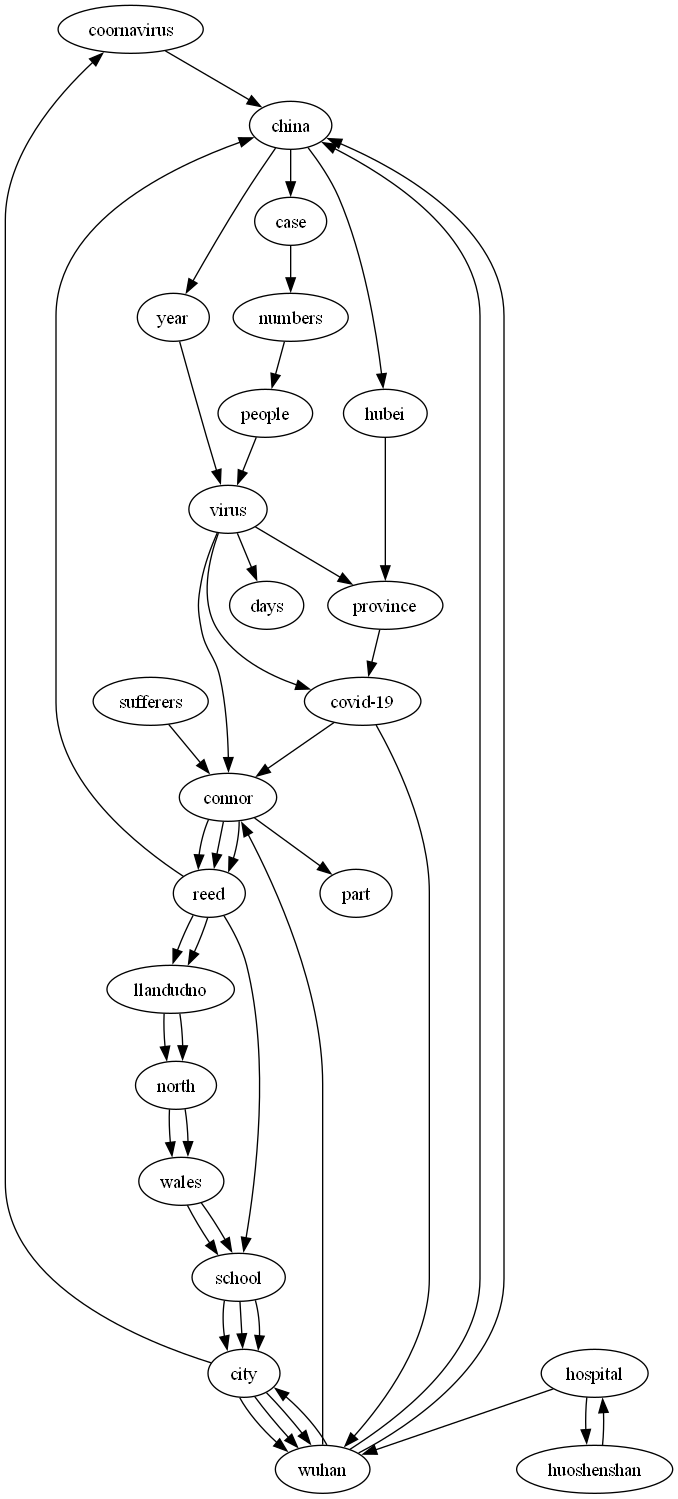 coornavirus
china
case
year
numbers
people
hubei
virus
days
province
sufferers
covid-19
connor
reed
part
llandudno
north
wales
school
city
hospital
wuhan
huoshenshan